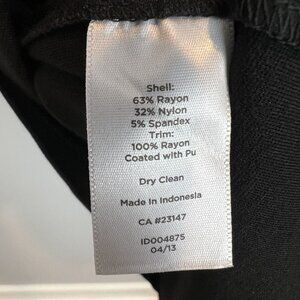 Shell:
63% Rayon
32% Nylon
5% Spandex
Trim:
100% Rayon
Coated with Pu
Dry Clean
Made in Indonesia
CA #23147
ID004875
04/13